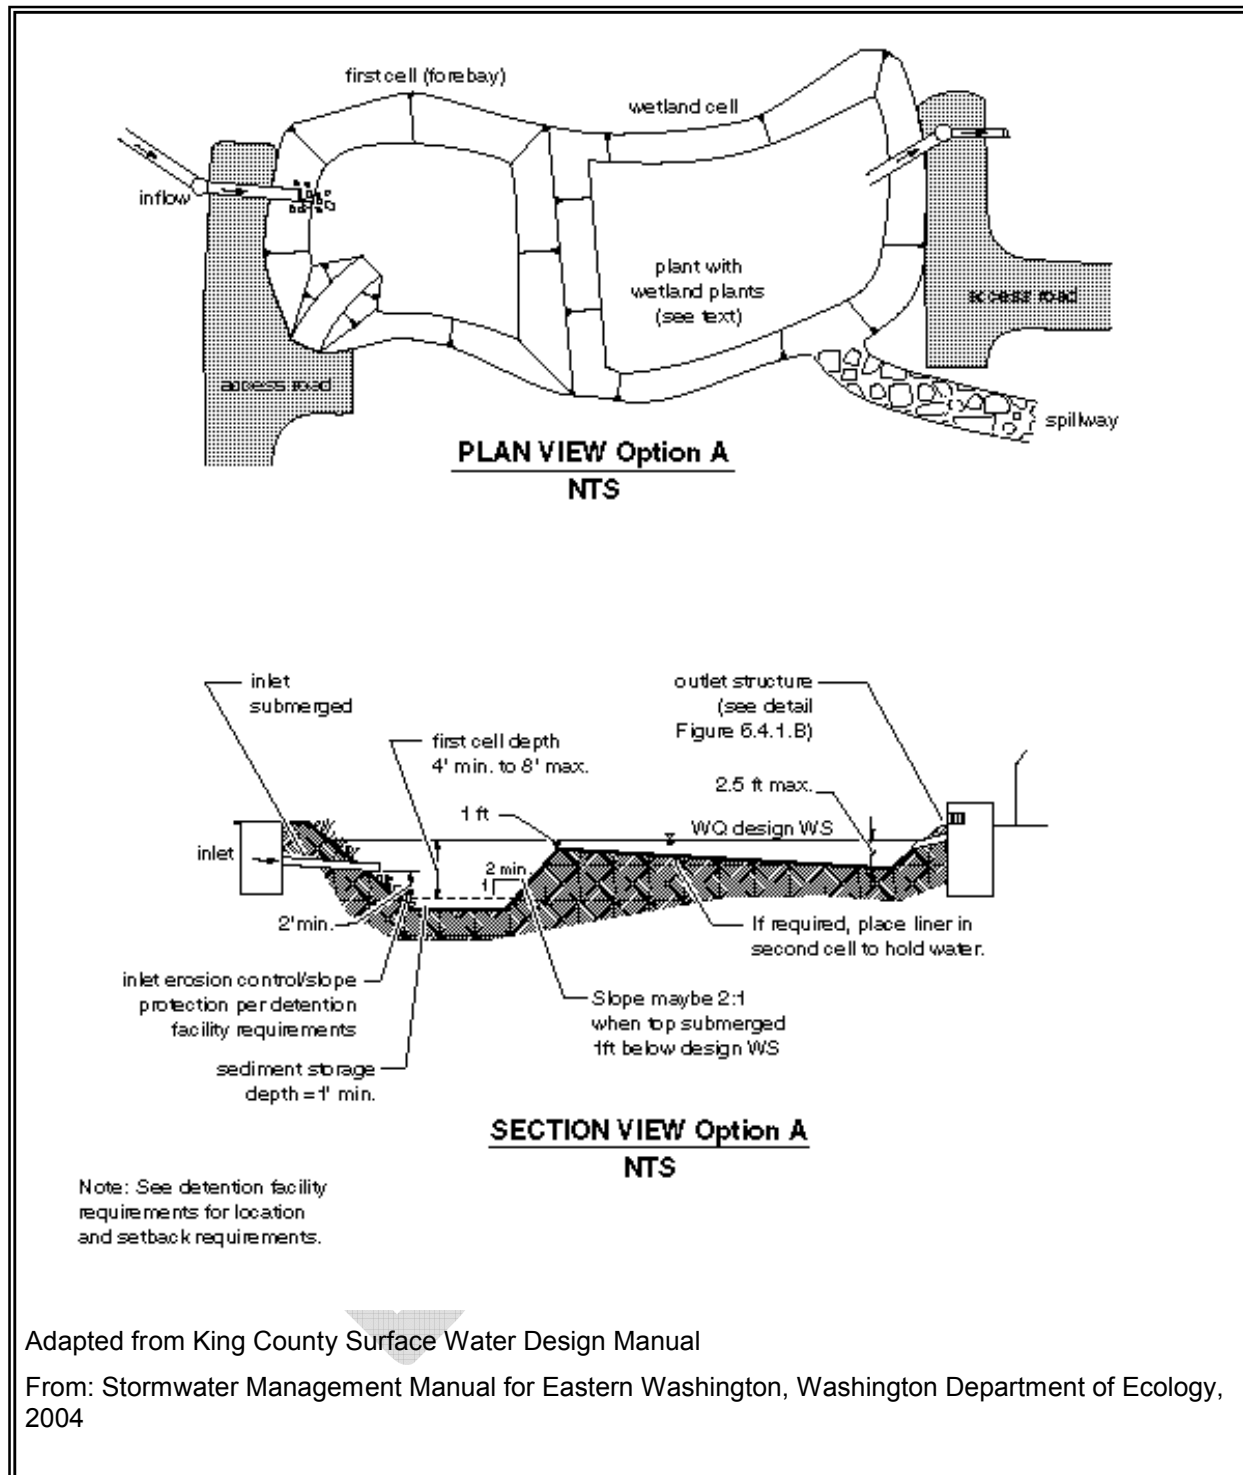 first cell (forebay)
wetland cell
inflow
plant with
wetland plants
(see text)
access road
access road
spillway
PLAN VIEW Option A
NTS
inlet
submerged
outlet structure
(see detail
Figure 6.4.1.B)
first cell depth
4' min. to 8' max.
2.5 ft max.
1 ft
WQ design WS
inlet
2 min.
1
2' min.
If required, place liner in
second cell to hold water.
inlet erosion control/slope
protection per detention
facility requirements
Slope maybe 2:1
when top submerged
1ft below design WS
sediment storage
depth = 1' min.
SECTION VIEW Option A
NTS
Note: See detention facility
requirements for location
and setback requirements.
Adapted from King County Surface Water Design Manual
From: Stormwater Management Manual for Eastern Washington, Washington Department of Ecology,
2004